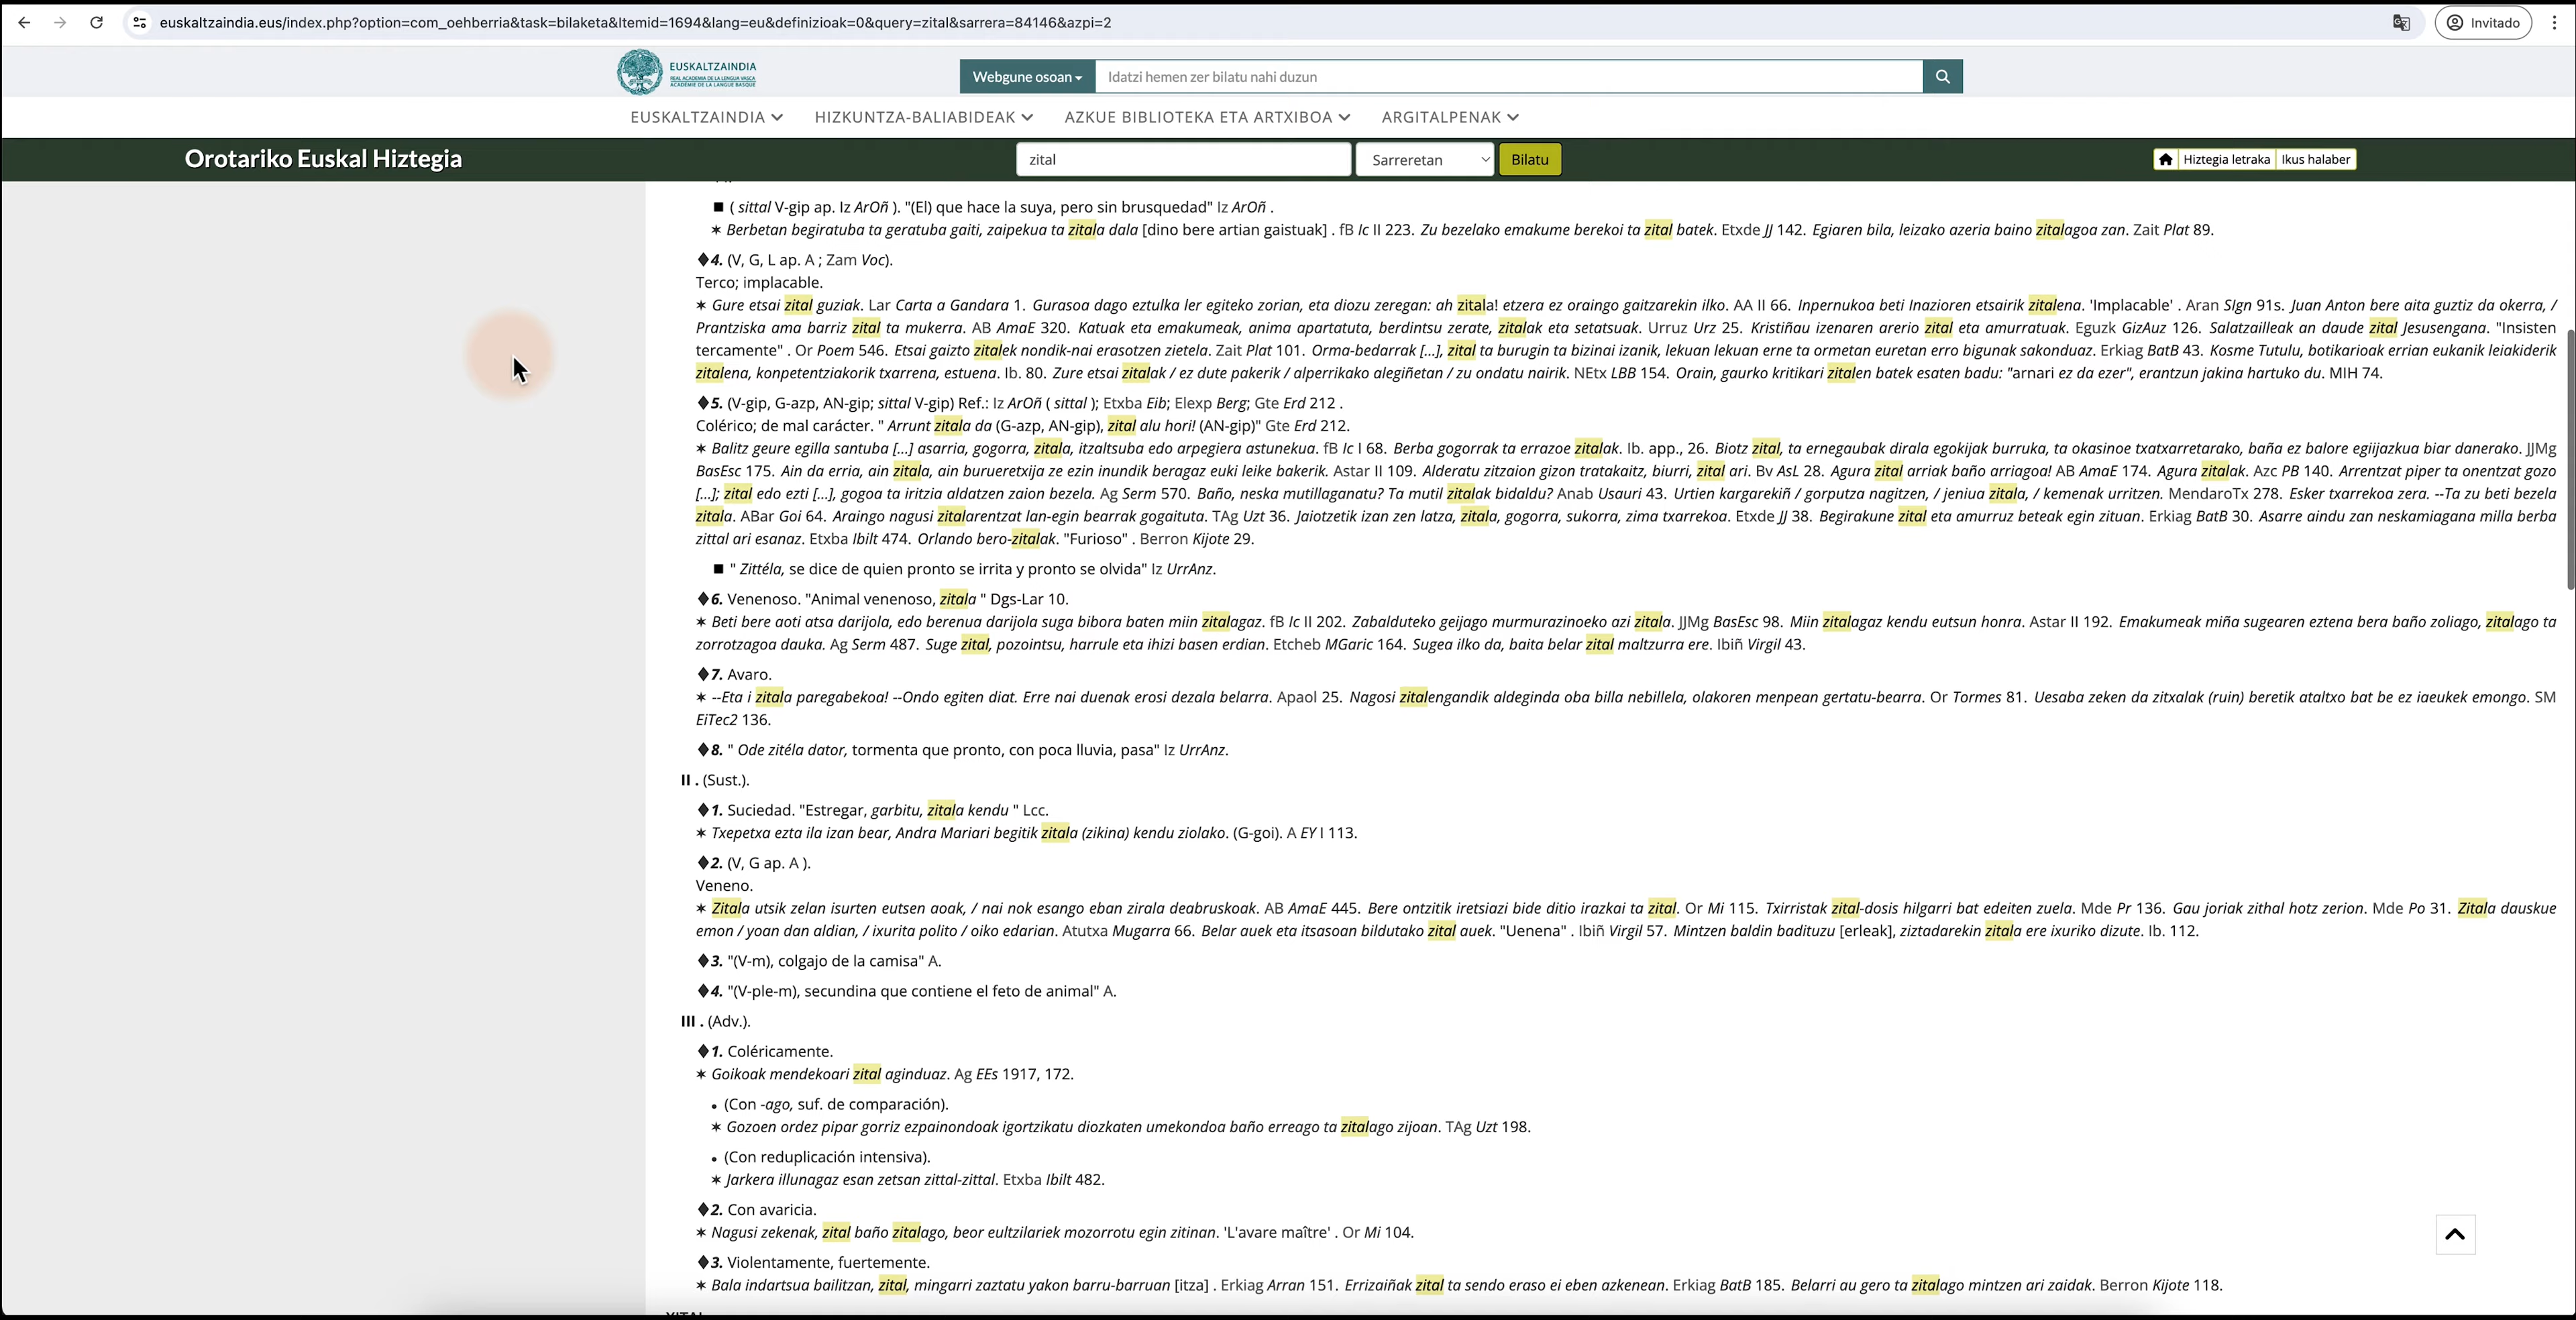 euskaltzaindia.eus/index.php?option=com_oehberria&task=bilaketa&Itemid=1694&lang=eu&definizioak=0&query=zital&sarrera=84146&azpi=2
Invitado
EUSKALTZAINDIA
REAL ACADEMIA DE LA LENGUA VASCA
ACADÉMIE DE LA LANGUE BASQUE
Webgune osoan
Idatzi hemen zer bilatu nahi duzun
EUSKALTZAINDIA HIZKUNTZA-BALIABIDEAK AZKUE BIBLIOTEKA ETA ARTXIBOA ARGITALPENAK
Orotariko Euskal Hiztegia
zital
Sarreretan
Bilatu
Hiztegia letraka
Ikus halaber
■ ( sittal V-gip ap. Iz ArOñ ). "(El) que hace la suya, pero sin brusquedad" Iz ArOñ .
✶ Berbetan begiratuba ta geratuba gaiti, zaipekua ta zitala dala [dino bere artian gaistuak] . fB Ic II 223. Zu bezelako emakume berekoi ta zital batek. Etxde JJ 142. Egiaren bila, leizako azeria baino zitalagoa zan. Zait Plat 89.
♦4. (V, G, L ap. A ; Zam Voc).
Terco; implacable.
✶ Gure etsai zital guziak. Lar Carta a Gandara 1. Gurasoa dago eztulka ler egiteko zorian, eta diozu zeregan: ah zitala! etzera ez oraingo gaitzarekin ilko. AA II 66. Inpernukoa beti Inazioren etsairik zitalena. 'Implacable' . Aran SIgn 91s. Juan Anton bere aita guztiz da okerra, /
Prantziska ama barriz zital ta mukerra. AB AmaE 320. Katuak eta emakumeak, anima apartatuta, berdintsu zerate, zitalak eta setatsuak. Urruz Urz 25. Kristiñau izenaren arerio zital eta amurratuak. Eguzk GizAuz 126. Salatzailleak an daude zital Jesusengana. "Insisten
tercamente" . Or Poem 546. Etsai gaizto zitalek nondik-nai erasotzen zietela. Zait Plat 101. Orma-bedarrak [...], zital ta burugin ta bizinai izanik, lekuan lekuan erne ta ormetan euretan erro bigunak sakonduaz. Erkiag BatB 43. Kosme Tutulu, botikarioak errian eukanik leiakiderik
zitalena, konpetentziakorik txarrena, estuena. Ib. 80. Zure etsai zitalak / ez dute pakerik / alperrikako alegiñetan / zu ondatu nairik. NEtx LBB 154. Orain, gaurko kritikari zitalen batek esaten badu: "arnari ez da ezer", erantzun jakina hartuko du. MIH 74.
♦5. (V-gip, G-azp, AN-gip; sittal V-gip) Ref.: Iz ArOñ ( sittal ); Etxba Eib; Elexp Berg; Gte Erd 212 .
Colérico; de mal carácter. " Arrunt zitala da (G-azp, AN-gip), zital alu hori! (AN-gip)" Gte Erd 212.
✶ Balitz geure egilla santuba [...] asarria, gogorra, zitala, itzaltsuba edo arpegiera astunekua. fB Ic I 68. Berba gogorrak ta errazoe zitalak. Ib. app., 26. Biotz zital, ta ernegaubak dirala egokijak burruka, ta okasinoe txatxarretarako, baña ez balore egiijazkua biar danerako. JJMg
BasEsc 175. Ain da erria, ain zitala, ain burueretxija ze ezin inundik beragaz euki leike bakerik. Astar II 109. Alderatu zitzaion gizon tratakaitz, biurri, zital ari. Bv AsL 28. Agura zital arriak baño arriagoa! AB AmaE 174. Agura zitalak. Azc PB 140. Arrentzat piper ta onentzat gozo
[...]; zital edo ezti [...], gogoa ta iritzia aldatzen zaion bezela. Ag Serm 570. Baño, neska mutillaganatu? Ta mutil zitalak bidaldu? Anab Usauri 43. Urtien kargarekiñ / gorputza nagitzen, / jeniua zitala, / kemenak urritzen. MendaroTx 278. Esker txarrekoa zera. --Ta zu beti bezela
zitala. ABar Goi 64. Araingo nagusi zitalarentzat lan-egin bearrak gogaituta. TAg Uzt 36. Jaiotzetik izan zen latza, zitala, gogorra, sukorra, zima txarrekoa. Etxde JJ 38. Begirakune zital eta amurruz beteak egin zituan. Erkiag BatB 30. Asarre aindu zan neskamiagana milla berba
zittal ari esanaz. Etxba Ibilt 474. Orlando bero-zitalak. "Furioso" . Berron Kijote 29.
■ " Zittéla, se dice de quien pronto se irrita y pronto se olvida" Iz UrrAnz.
♦6. Venenoso. "Animal venenoso, zitala " Dgs-Lar 10.
✶ Beti bere aoti atsa darijola, edo berenua darijola suga bibora baten miin zitalagaz. fB Ic II 202. Zabalduteko geijago murmurazinoeko azi zitala. JJMg BasEsc 98. Miin zitalagaz kendu eutsun honra. Astar II 192. Emakumeak miña sugearen eztena bera baño zoliago, zitalago ta
zorrotzagoa dauka. Ag Serm 487. Suge zital, pozointsu, harrule eta ihizi basen erdian. Etcheb MGaric 164. Sugea ilko da, baita belar zital maltzurra ere. Ibiñ Virgil 43.
♦7. Avaro.
✶ --Eta i zitala paregabekoa! --Ondo egiten diat. Erre nai duenak erosi dezala belarra. Apaol 25. Nagosi zitalengandik aldeginda oba billa nebillela, olakoren menpean gertatu-bearra. Or Tormes 81. Uesaba zeken da zitxalak (ruin) beretik ataltxo bat be ez iaeukek emongo. SM
EiTec2 136.
♦8. " Ode zitéla dator, tormenta que pronto, con poca lluvia, pasa" Iz UrrAnz.
II . (Sust.).
♦1. Suciedad. "Estregar, garbitu, zitala kendu " Lcc.
✶ Txepetxa ezta ila izan bear, Andra Mariari begitik zitala (zikina) kendu ziolako. (G-goi). A EY I 113.
♦2. (V, G ap. A ).
Veneno.
✶ Zitala utsik zelan isurten eutsen aoak, / nai nok esango eban zirala deabruskoak. AB AmaE 445. Bere ontzitik iretsiazi bide ditio irazkai ta zital. Or Mi 115. Txirristak zital-dosis hilgarri bat edeiten zuela. Mde Pr 136. Gau joriak zithal hotz zerion. Mde Po 31. Zitala dauskue
emon / yoan dan aldian, / ixurita polito / oiko edarian. Atutxa Mugarra 66. Belar auek eta itsasoan bildutako zital auek. "Uenena" . Ibiñ Virgil 57. Mintzen baldin badituzu [erleak], ziztadarekin zitala ere ixuriko dizute. Ib. 112.
♦3. "(V-m), colgajo de la camisa" A.
♦4. "(V-ple-m), secundina que contiene el feto de animal" A.
III . (Adv.).
♦1. Coléricamente.
✶ Goikoak mendekoari zital aginduaz. Ag EEs 1917, 172.
• (Con -ago, suf. de comparación).
✶ Gozoen ordez pipar gorriz ezpainondoak igortzikatu diozkaten umekondoa baño erreago ta zitalago zijoan. TAg Uzt 198.
• (Con reduplicación intensiva).
✶ Jarkera illunagaz esan zetsan zittal-zittal. Etxba Ibilt 482.
♦2. Con avaricia.
✶ Nagusi zekenak, zital baño zitalago, beor eultzilariek mozorrotu egin zitinan. 'L'avare maître' . Or Mi 104.
♦3. Violentamente, fuertemente.
✶ Bala indartsua bailitzan, zital, mingarri zaztatu yakon barru-barruan [itza] . Erkiag Arran 151. Errizaiñak zital ta sendo eraso ei eben azkenean. Erkiag BatB 185. Belarri au gero ta zitalago mintzen ari zaidak. Berron Kijote 118.